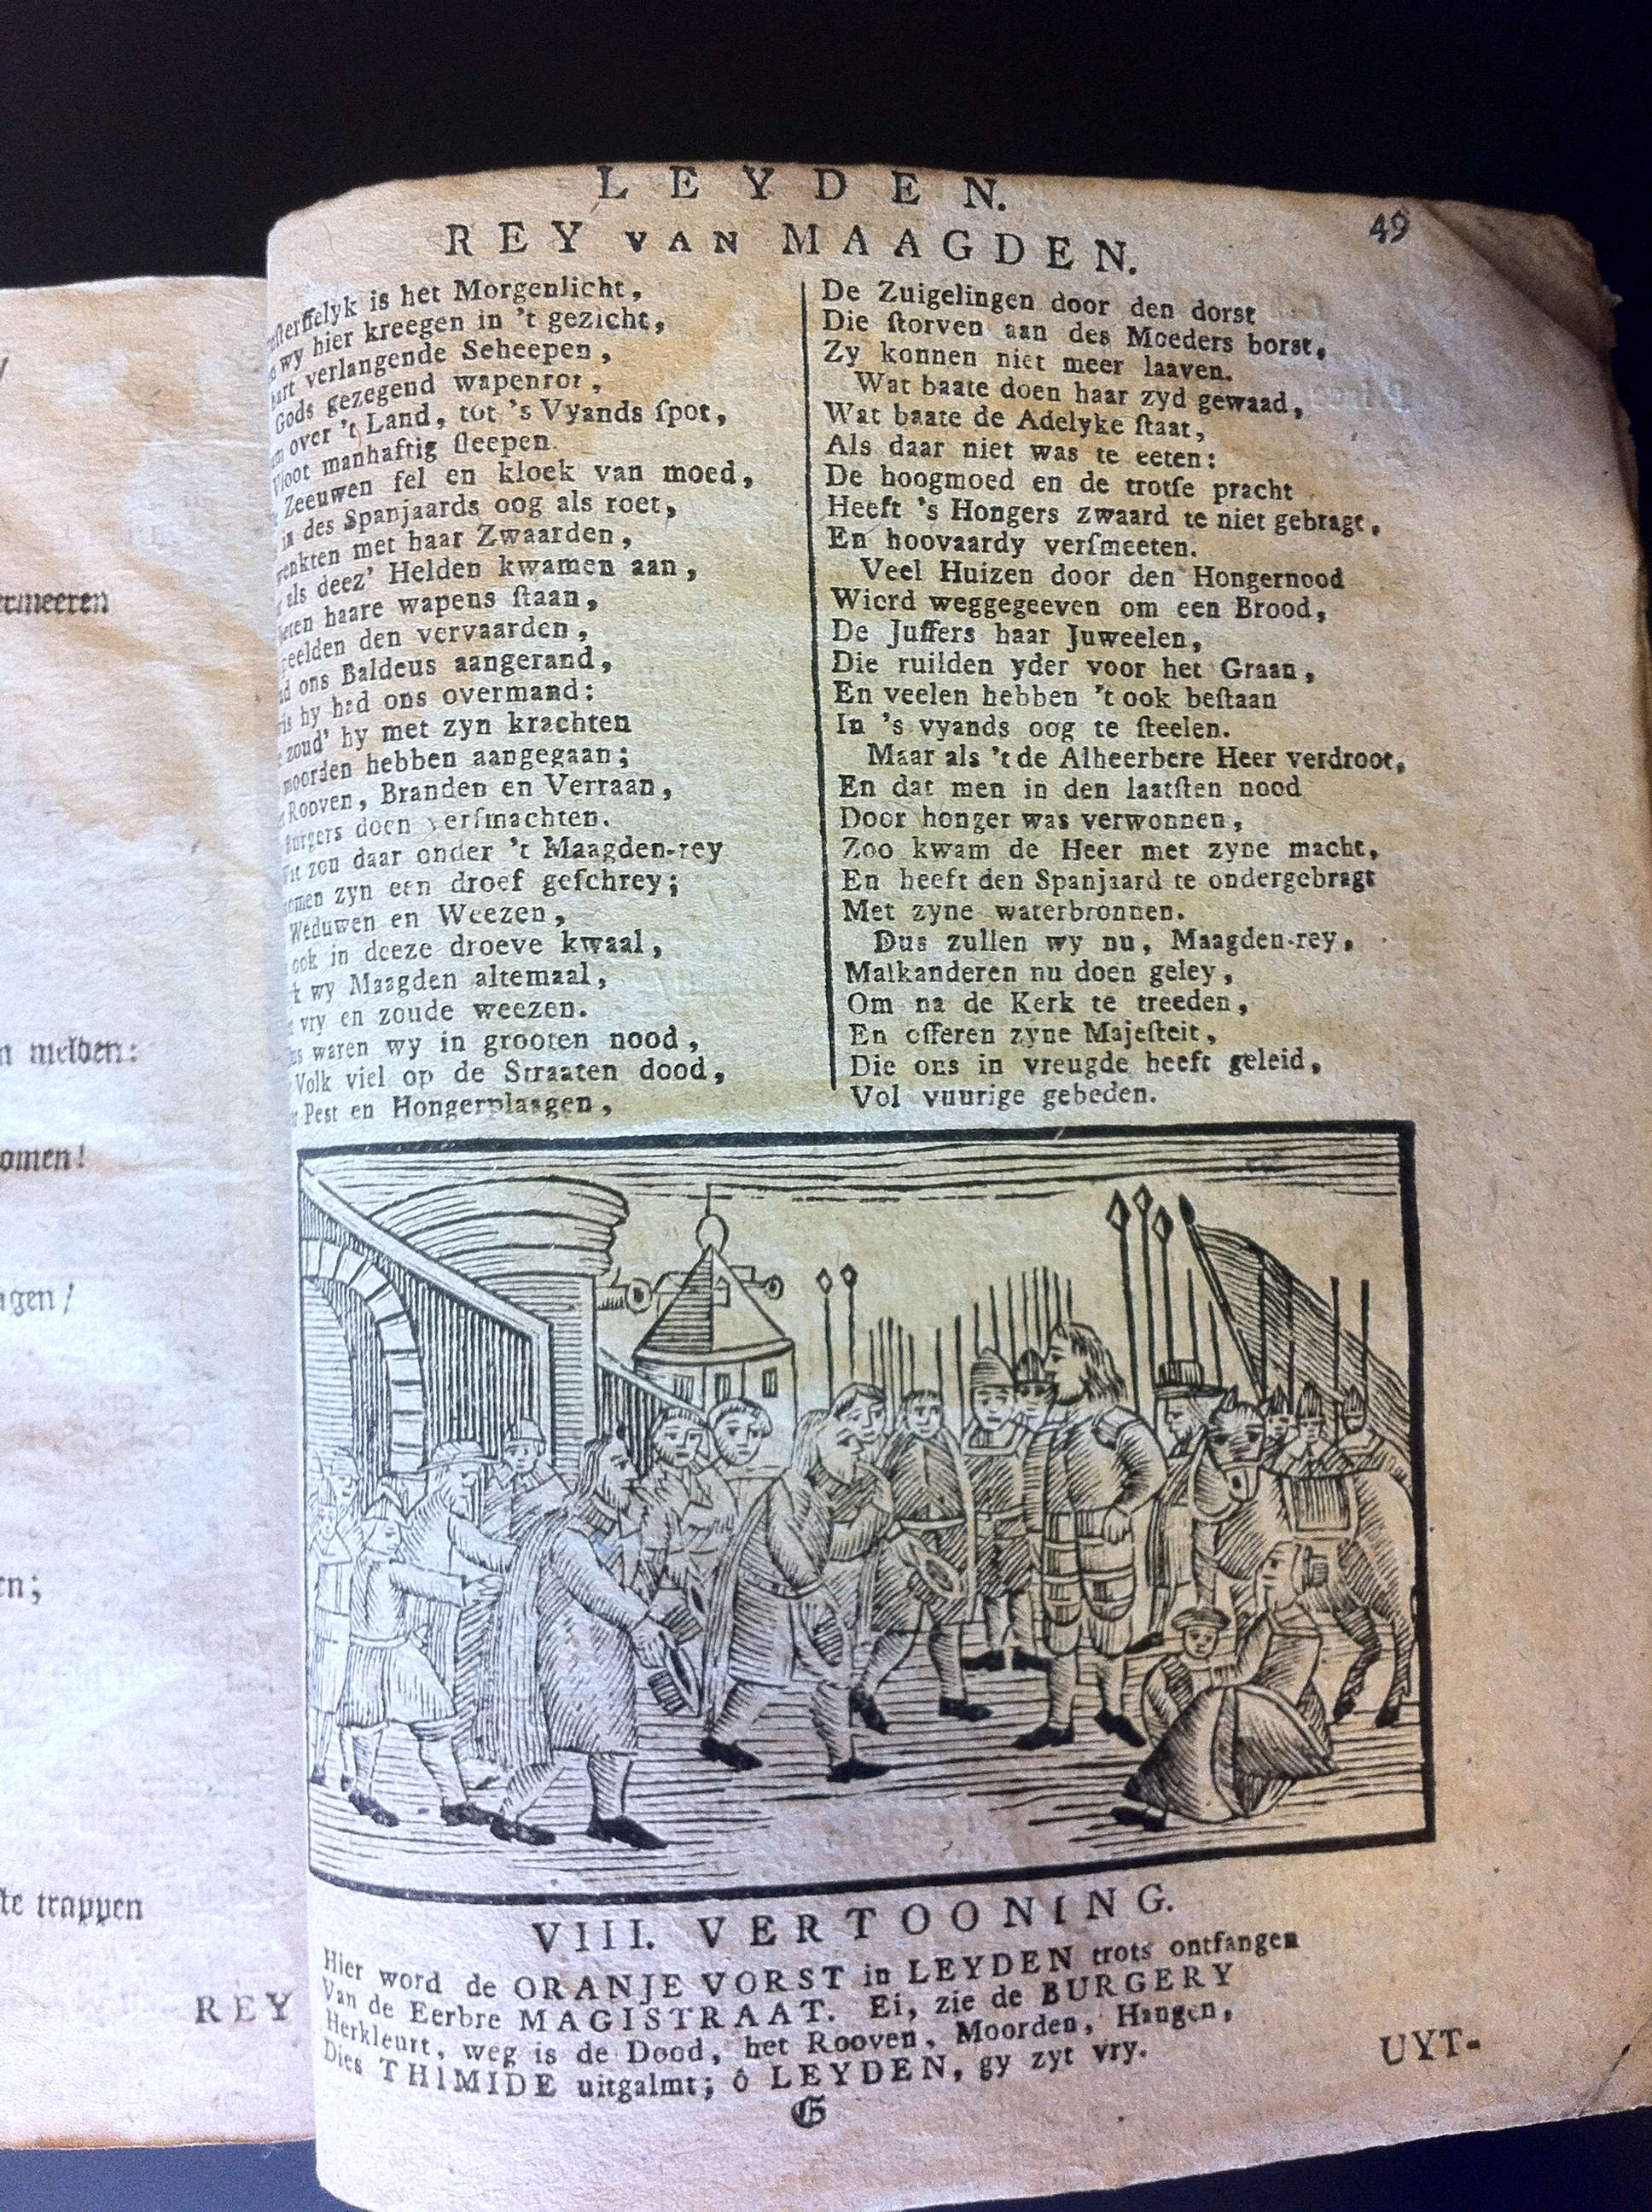 LEYDEN.
49
REY VAN MAAGDEN.
is het Morgenlicht,
wy hier kreegen in 't gezicht,
verlangende Scheepen,
Gods gezegend wapenrot,
over 't Land, tot 's Vyands ſpot,
Vloot manhaftig ſleepen.
Zeeuwen fel en kloek van moed,
in des Spanjaards oog als roet,
met haar Zwaarden,
als deez' Helden kwamen aan,
haare wapens ſtaan,
den vervaarden,
ons Baldeus aangerand,
hy had ons overmand:
zoud' hy met zyn krachten
moorden hebben aangegaan;
Rooven, Branden en Verraan,
Burgers doen verſmachten.
zou daar onder 't Maagden-rey
zyn een droef geſchrey;
Weduwen en Weezen,
ook in deeze droeve kwaal,
wy Maagden altemaal,
vry en zoude weezen.
waren wy in grooten nood,
Volk viel op de Straaten dood,
Pest en Hongerplaagen,
De Zuigelingen door den dorst
Die ſtorven aan des Moeders borst,
Zy konnen niet meer laaven.
Wat baate doen haar zyd gewaad,
Wat baate de Adelyke ſtaat,
Als daar niet was te eeten:
De hoogmoed en de trotſe pracht
Heeft 's Hongers zwaard te niet gebragt,
En hoovaardy verſmeeten.
Veel Huizen door den Hongernood
Wierd weggegeeven om een Brood,
De Juffers haar Juweelen,
Die ruilden yder voor het Graan,
En veelen hebben 't ook beſtaan
In 's vyands oog te ſteelen.
Maar als 't de Alheerbere Heer verdroot,
En dat men in den laatſten nood
Door honger was verwonnen,
Zoo kwam de Heer met zyne macht,
En heeft den Spanjaard te ondergebragt
Met zyne waterbronnen.
Dus zullen wy nu, Maagden-rey,
Malkanderen nu doen geley,
Om na de Kerk te treeden,
En offeren zyne Majeſteit,
Die ons in vreugde heeft geleid,
Vol vuurige gebeden.
VIII. VERTOONING.
Hier word de ORANJE VORST in LEYDEN trots ontfangen
Van de Eerbre MAGISTRAAT. Ei, zie de BURGERY
Herkleurt, weg is de Dood, het Rooven, Moorden, Hangen,
Dies THIMIDE uitgalmt; ô LEYDEN, gy zyt vry.
G
UYT-
melden:
te trappen
REY